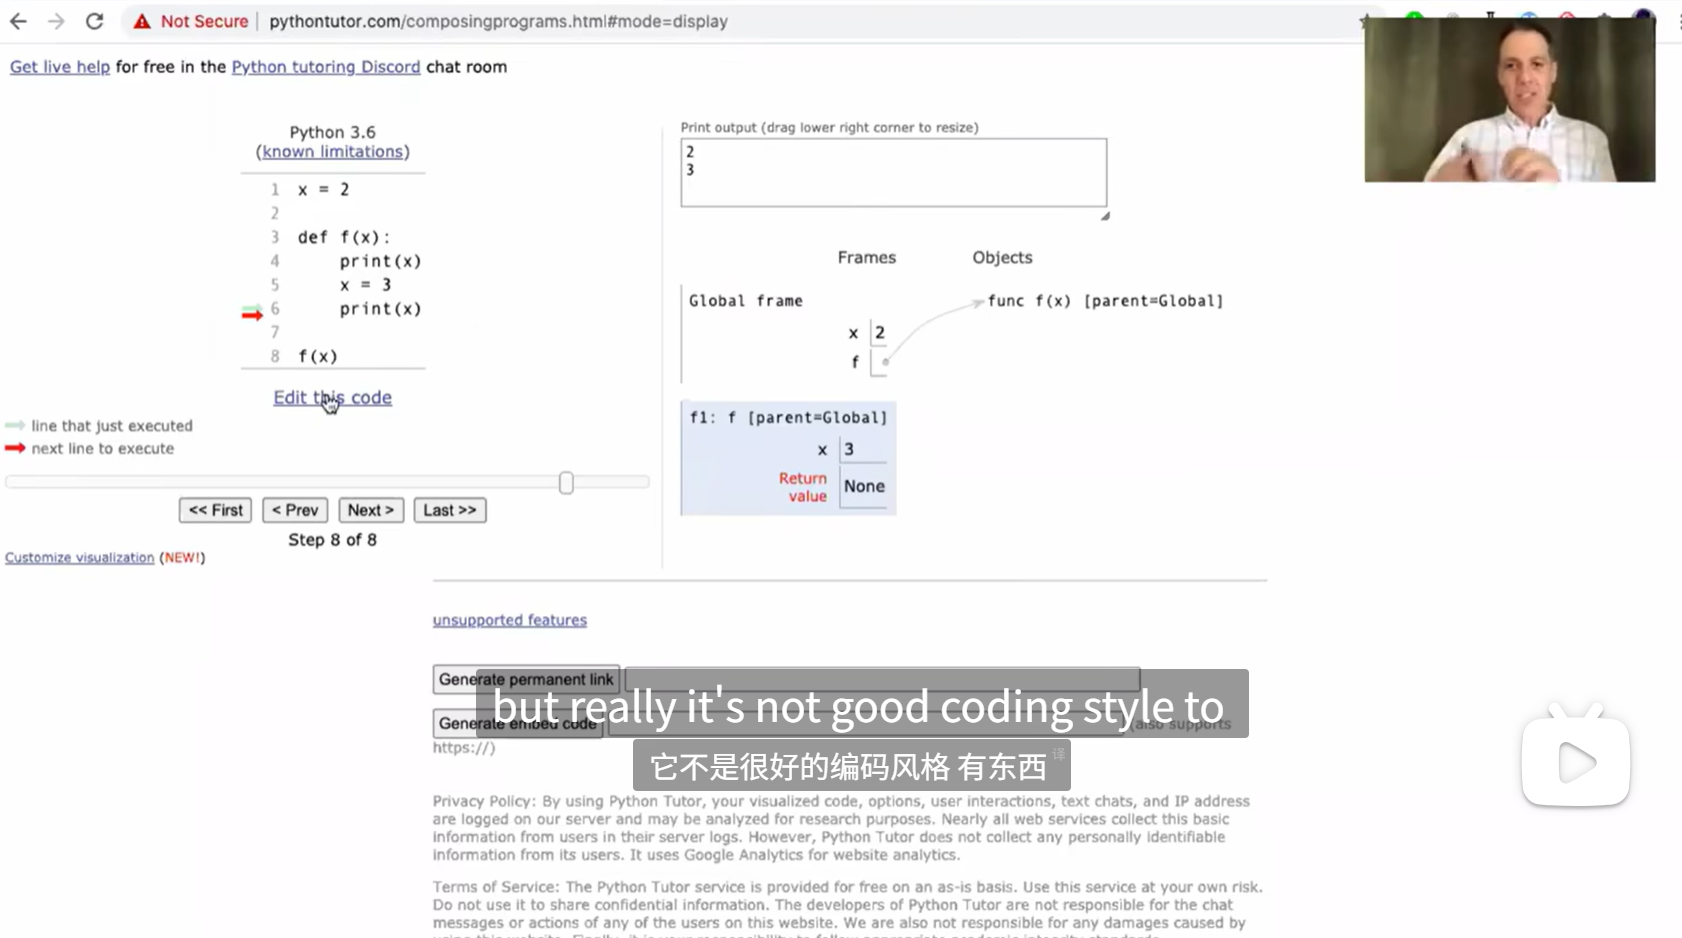 Not Secure | pythontutor.com/composingprograms.html#mode=display
Get live help for free in the Python tutoring Discord chat room
Python 3.6
(known limitations)
1 x = 2
2
3 def f(x):
4 print(x)
5 x = 3
6 print(x)
7
8 f(x)
Edit this code
line that just executed
next line to execute
<< First < Prev Next > Last >>
Step 8 of 8
Customize visualization (NEW!)
Print output (drag lower right corner to resize)
2
3
Frames Objects
Global frame
func f(x) [parent=Global]
x 2
f
f1: f [parent=Global]
x 3
Return
value None
unsupported features
Generate permanent link
Generate embed code (also supports
https://)
but really it's not good coding style to
它不是很好的编码风格 有东西
译
Privacy Policy: By using Python Tutor, your visualized code, options, user interactions, text chats, and IP address
are logged on our server and may be analyzed for research purposes. Nearly all web services collect this basic
information from users in their server logs. However, Python Tutor does not collect any personally identifiable
information from its users. It uses Google Analytics for website analytics.
Terms of Service: The Python Tutor service is provided for free on an as-is basis. Use this service at your own risk.
Do not use it to share confidential information. The developers of Python Tutor are not responsible for the chat
messages or actions of any of the users on this website. We are also not responsible for any damages caused by